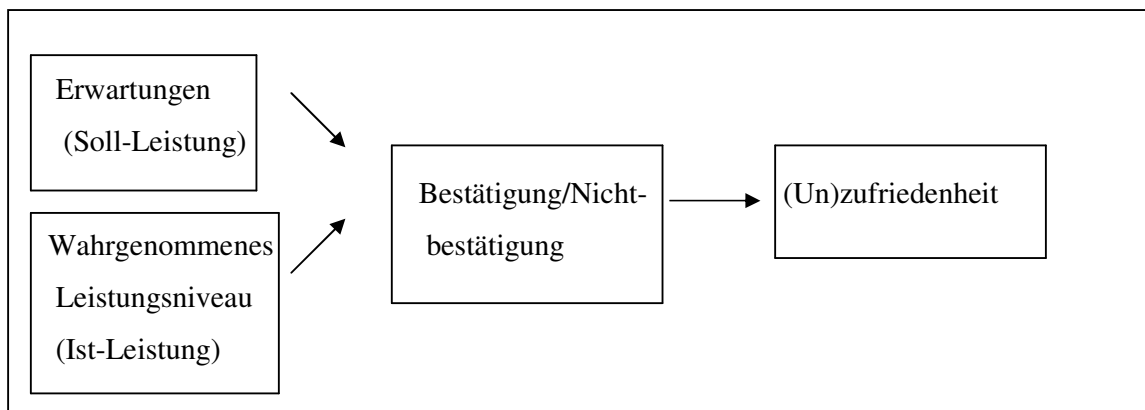 Erwartungen
(Soll-Leistung)
Wahrgenommenes
Leistungsniveau
(Ist-Leistung)
Bestätigung/Nicht-
bestätigung
(Un)zufriedenheit